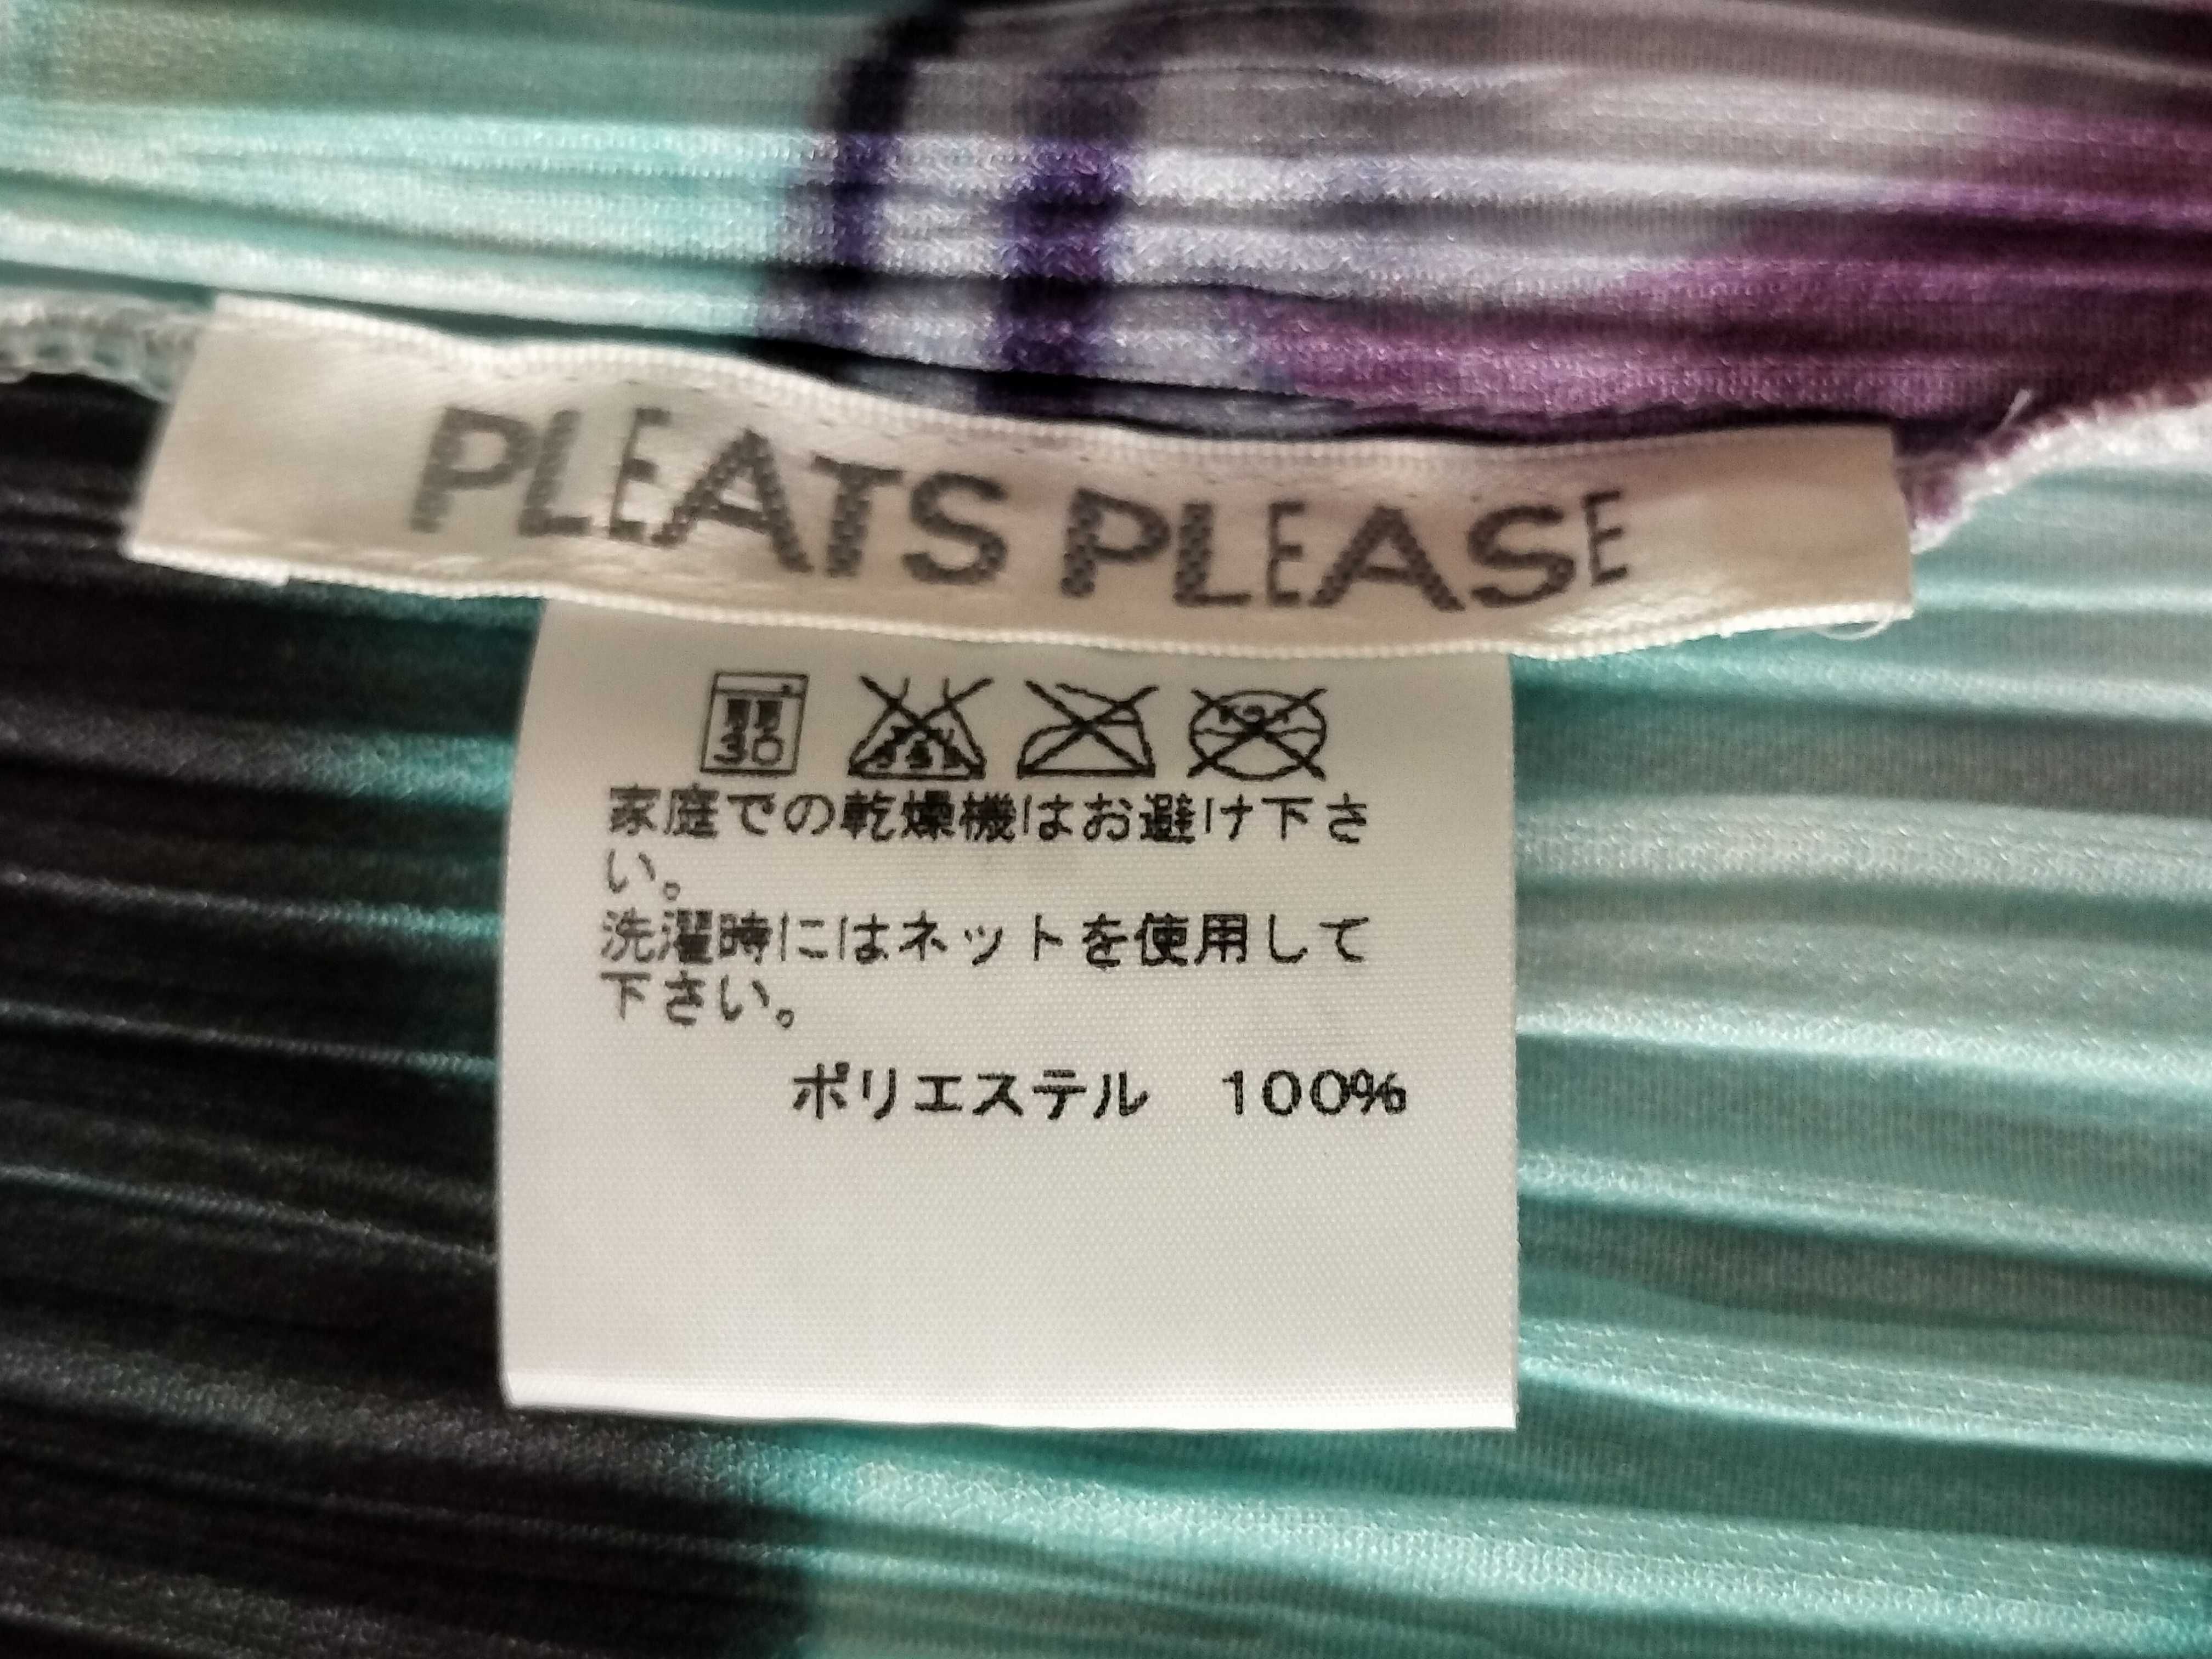 PLEATS PLEASE
弱 30
家庭での乾燥機はお避け下さ
い。
洗濯時にはネットを使用して
下さい。
ポリエステル 100%